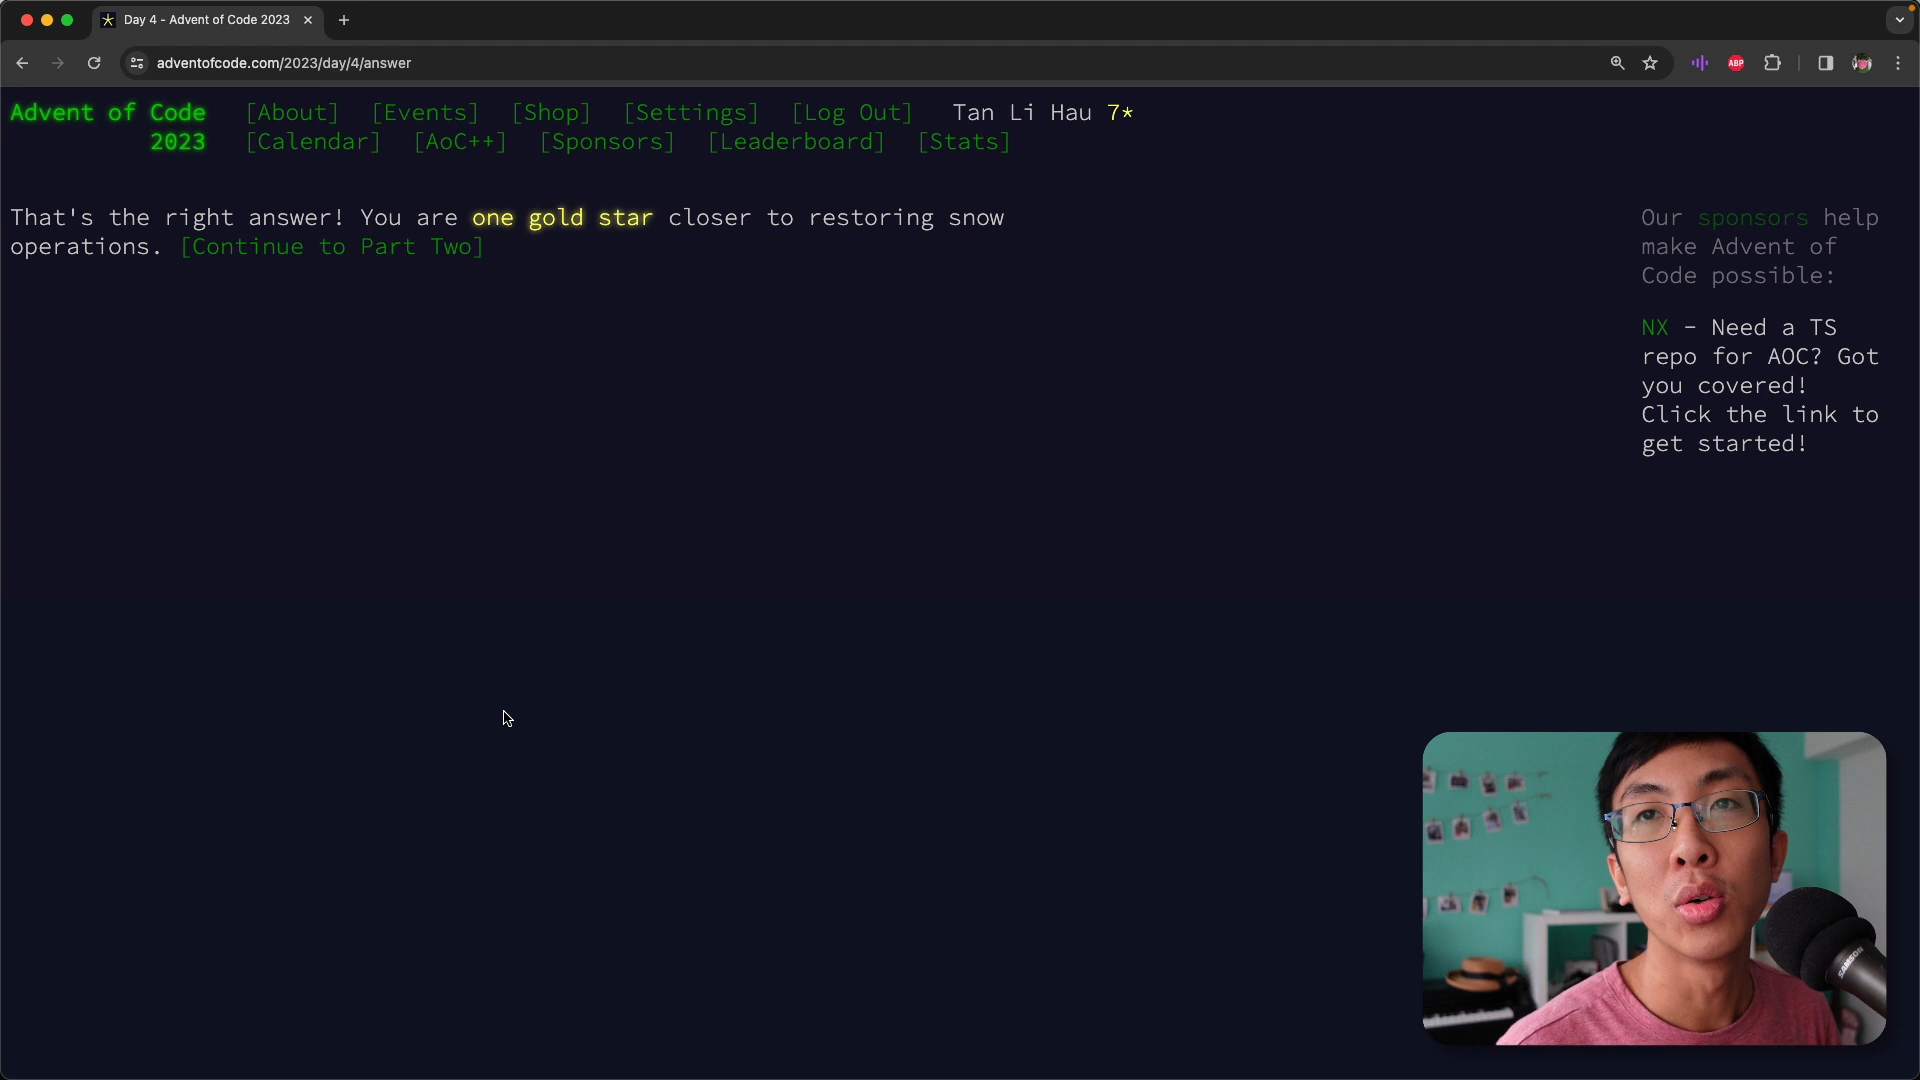 Day 4 - Advent of Code 2023
adventofcode.com/2023/day/4/answer
ABP
Advent of Code [About] [Events] [Shop] [Settings] [Log Out] Tan Li Hau 7*
2023 [Calendar] [AoC++] [Sponsors] [Leaderboard] [Stats]
That's the right answer! You are one gold star closer to restoring snow
operations. [Continue to Part Two]
Our sponsors help
make Advent of
Code possible:
NX - Need a TS
repo for AOC? Got
you covered!
Click the link to
get started!
SAMSON